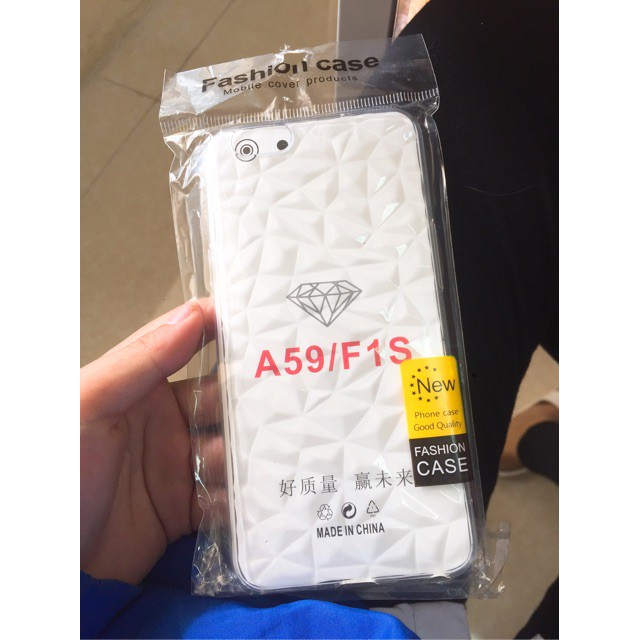 Fashion case
Mobile cover products
A59/F1S
New
Phone case
Good Quality
FASHION
CASE
好质量 赢未来
MADE IN CHINA